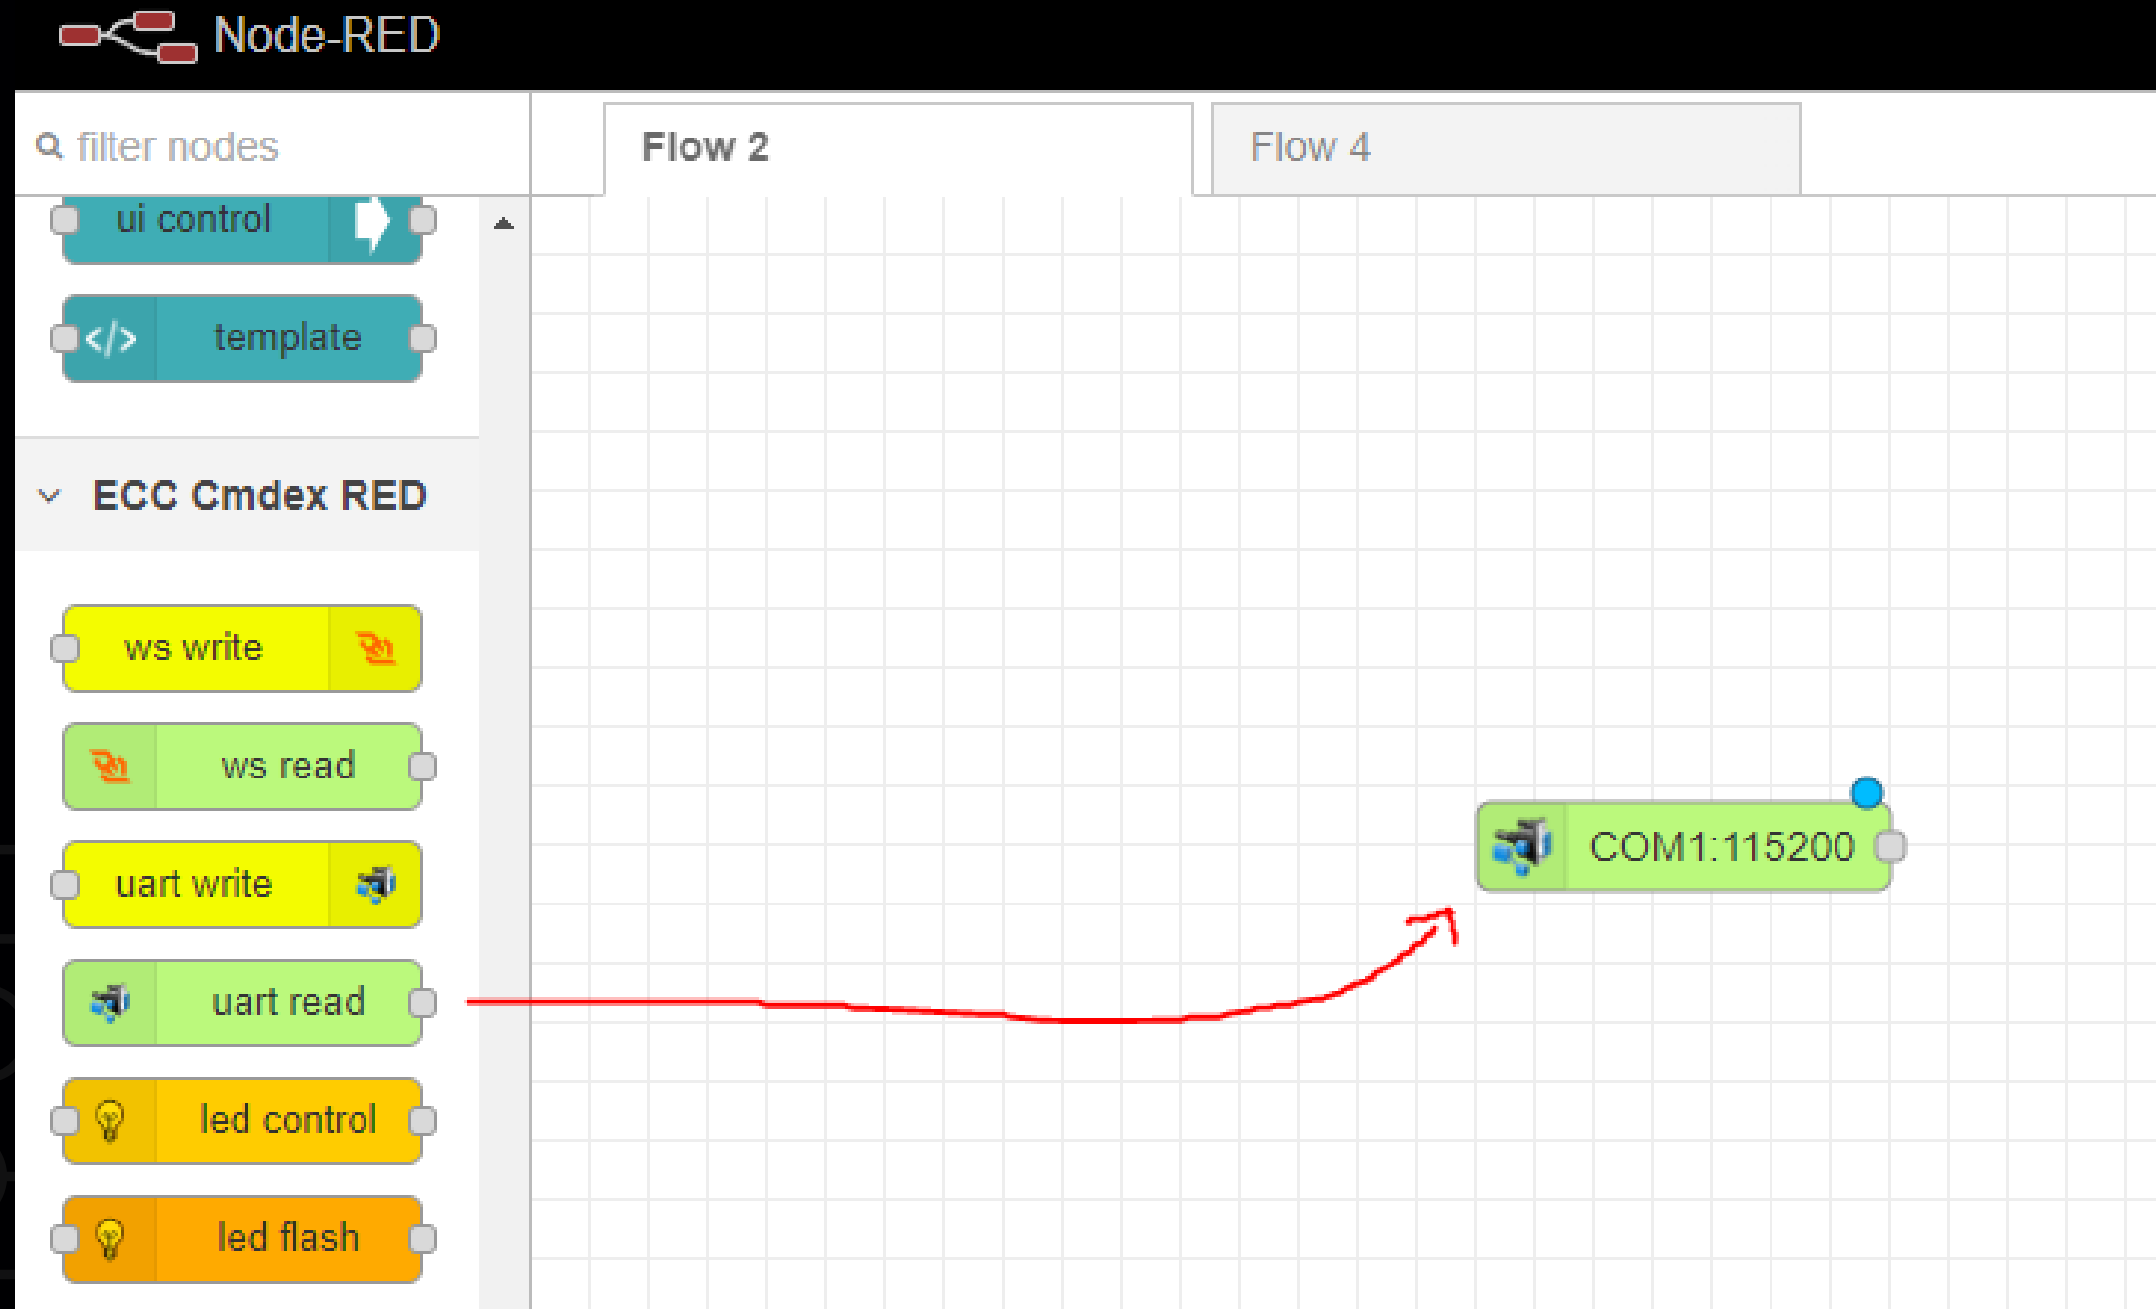 Node-RED
filter nodes
Flow 2
Flow 4
ui control
</> template
ECC Cmdex RED
ws write
ws read
uart write
uart read
led control
led flash
COM1:115200